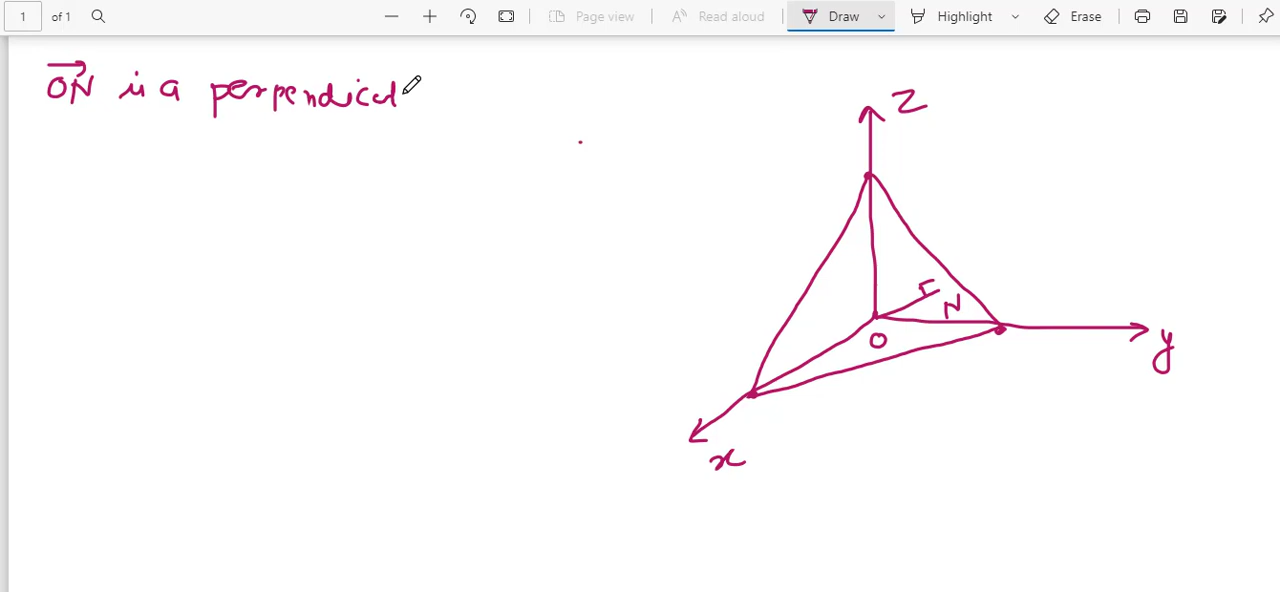 1 of 1 Page view Read aloud Draw Highlight Erase
ON is a perpendicul
Z
N
O
y
x